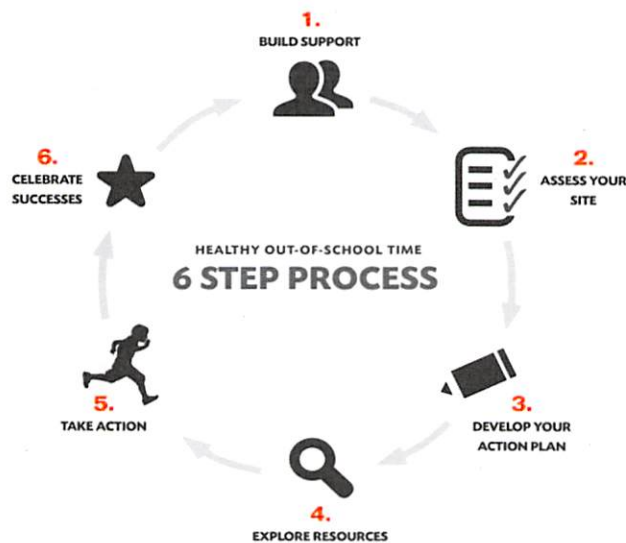 1.
BUILD SUPPORT
2.
ASSESS YOUR
SITE
3.
DEVELOP YOUR
ACTION PLAN
4.
EXPLORE RESOURCES
5.
TAKE ACTION
6.
CELEBRATE
SUCCESSES
HEALTHY OUT-OF-SCHOOL TIME
6 STEP PROCESS